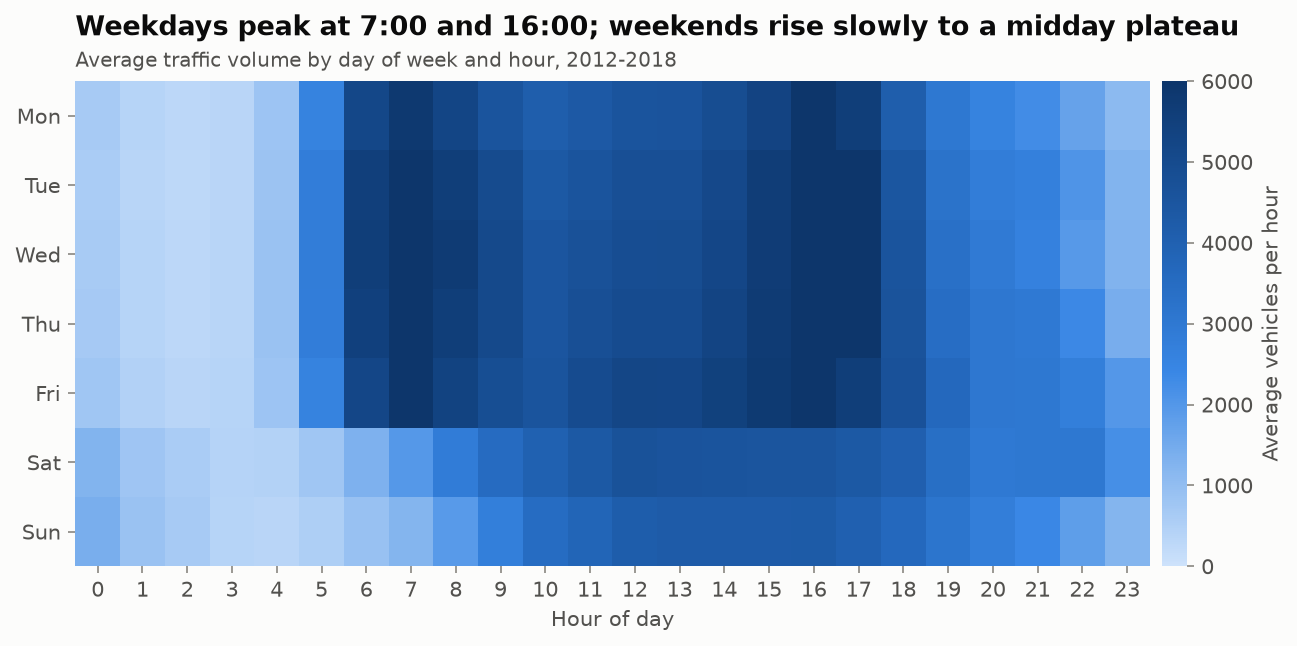 Weekdays peak at 7:00 and 16:00; weekends rise slowly to a midday plateau
Average traffic volume by day of week and hour, 2012-2018
Mon
Tue
Wed
Thu
Fri
Sat
Sun
0 1 2 3 4 5 6 7 8 9 10 11 12 13 14 15 16 17 18 19 20 21 22 23
Hour of day
6000
5000
4000
3000
2000
1000
0
Average vehicles per hour